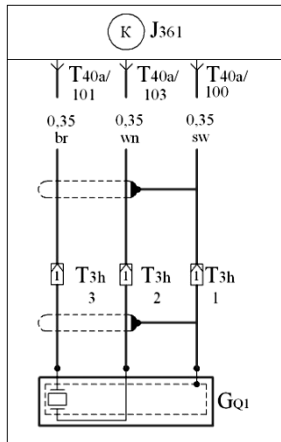 K J361
T40a/ T40a/ T40a/
101 103 100
0,35 0,35 0,35
br wn sw
1 T3h 1 T3h 1 T3h
3 2 1
GQ1